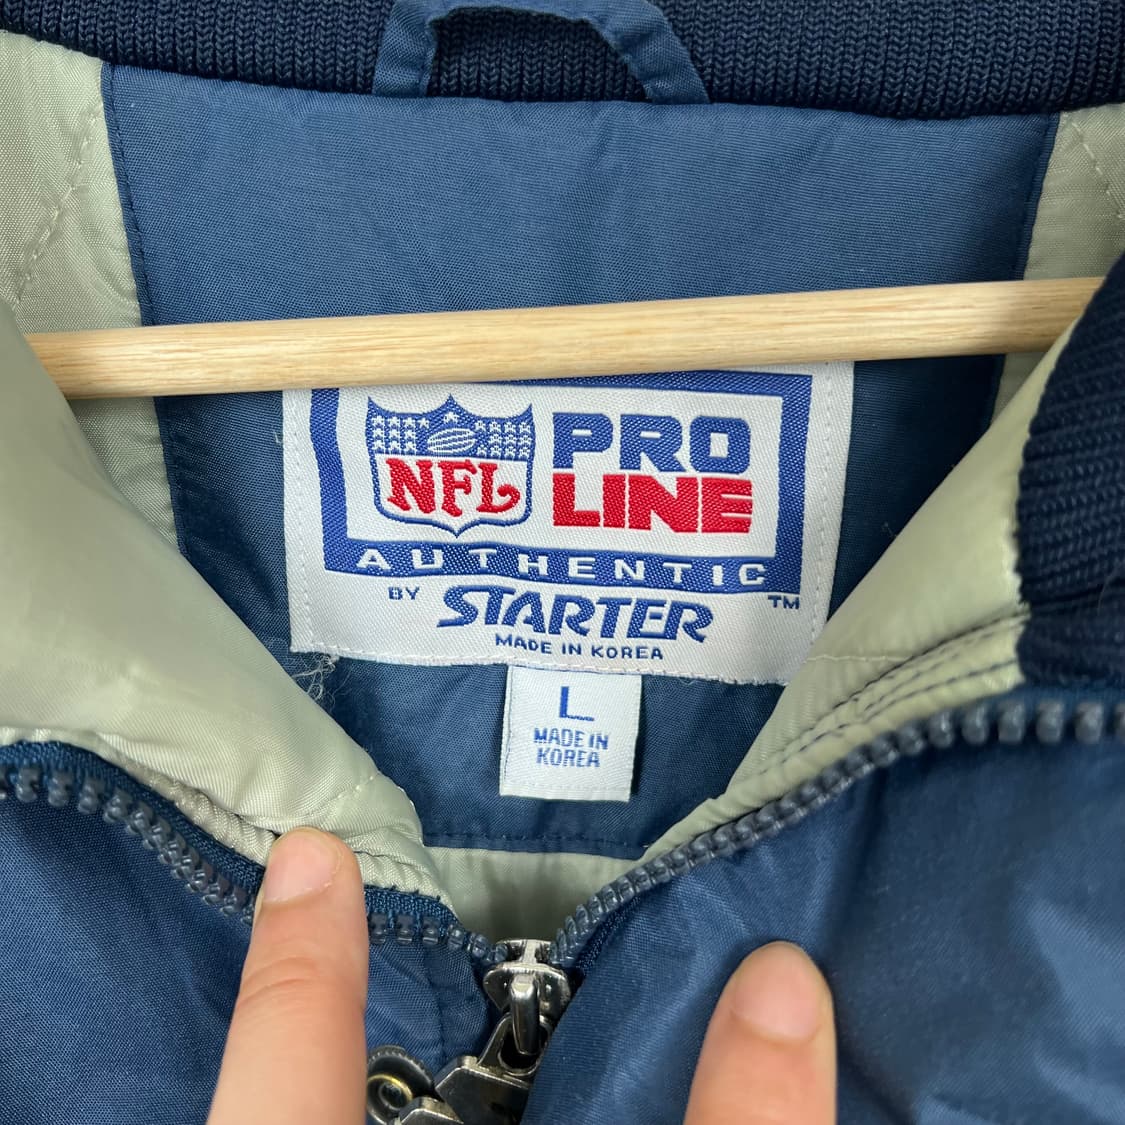 NFL
PRO
LINE
AUTHENTIC
BY STARTER TM
MADE IN KOREA
L
MADE IN
KOREA